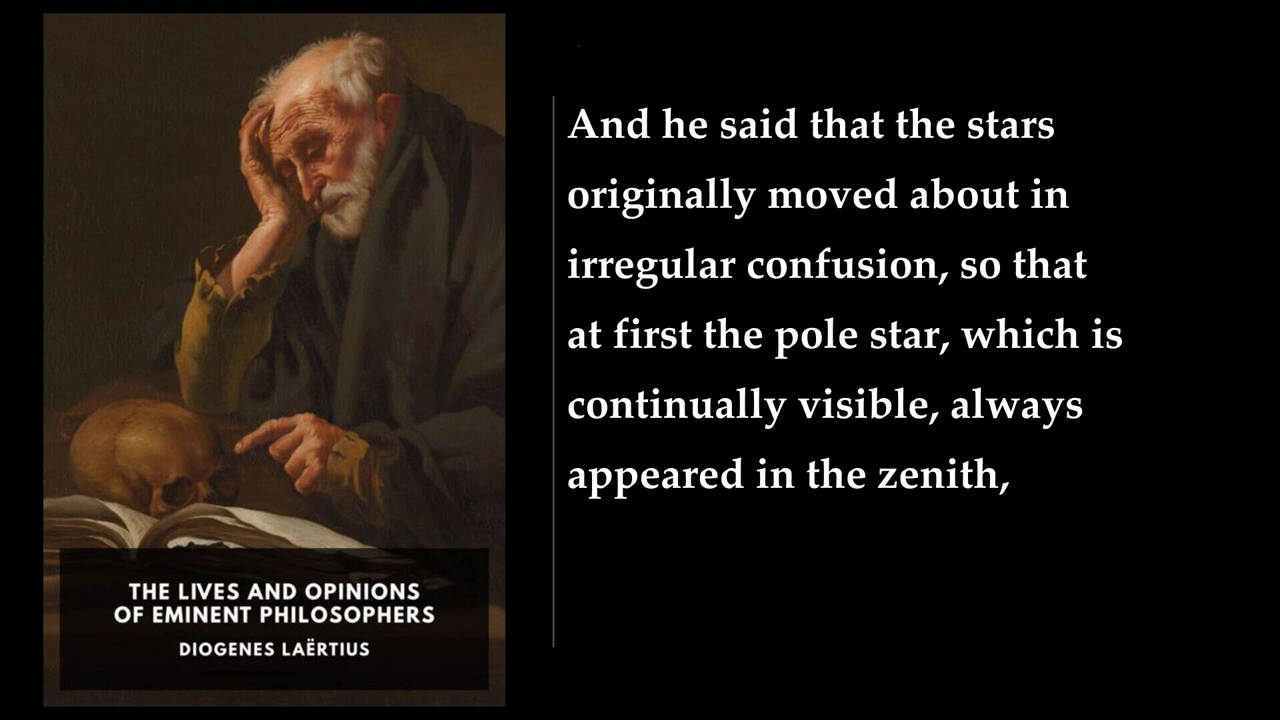 And he said that the stars
originally moved about in
irregular confusion, so that
at first the pole star, which is
continually visible, always
appeared in the zenith,
THE LIVES AND OPINIONS
OF EMINENT PHILOSOPHERS
DIOGENES LAËRTIUS